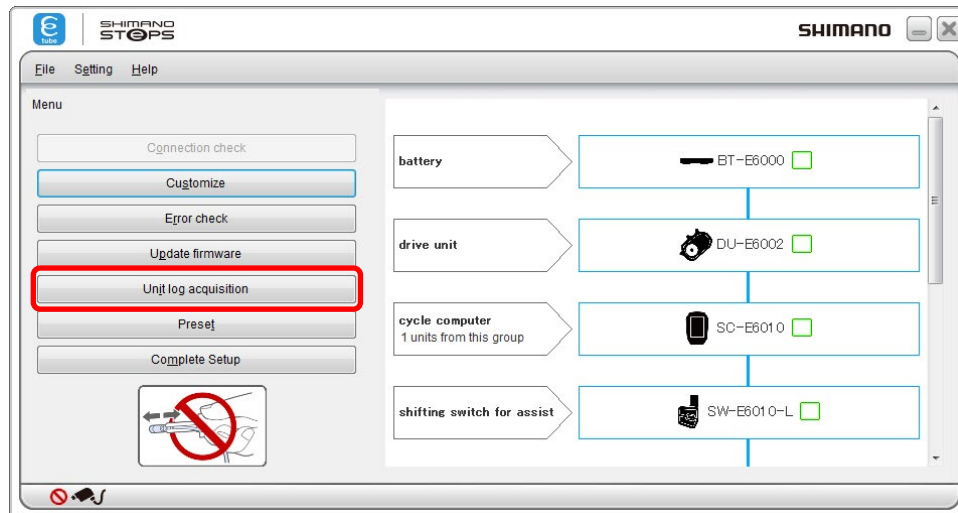 e tube
SHIMANO STEPS
SHIMANO
File Setting Help
Menu
Connection check
Customize
Error check
Update firmware
Unit log acquisition
Preset
Complete Setup
battery
BT-E6000
drive unit
DU-E6002
cycle computer
1 units from this group
SC-E6010
shifting switch for assist
SW-E6010-L